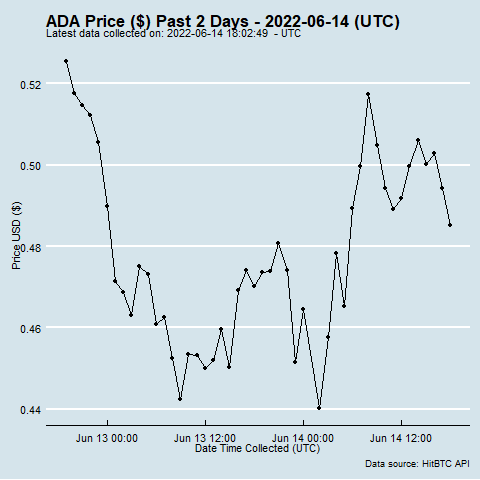 ADA Price ($) Past 2 Days - 2022-06-14 (UTC)
Latest data collected on: 2022-06-14 18:02:49 - UTC
0.52
0.50
0.48
0.46
0.44
Price USD ($)
Jun 13 00:00 Jun 13 12:00 Jun 14 00:00 Jun 14 12:00
Date Time Collected (UTC)
Data source: HitBTC API